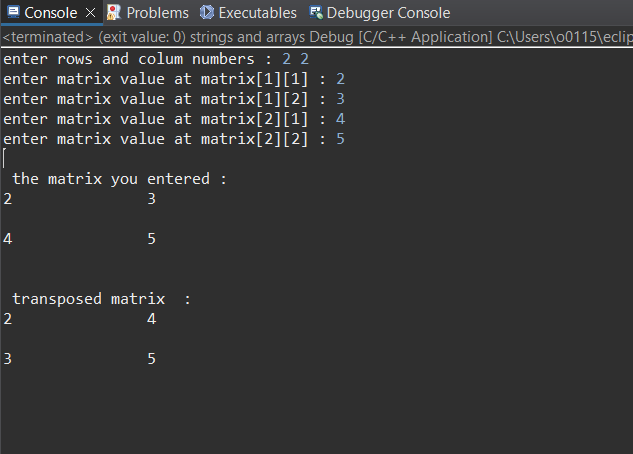 Console Problems Executables Debugger Console
<terminated> (exit value: 0) strings and arrays Debug [C/C++ Application] C:\Users\o0115\eclip
enter rows and colum numbers : 2 2
enter matrix value at matrix[1][1] : 2
enter matrix value at matrix[1][2] : 3
enter matrix value at matrix[2][1] : 4
enter matrix value at matrix[2][2] : 5
the matrix you entered :
2 3
4 5
transposed matrix  :
2 4
3 5